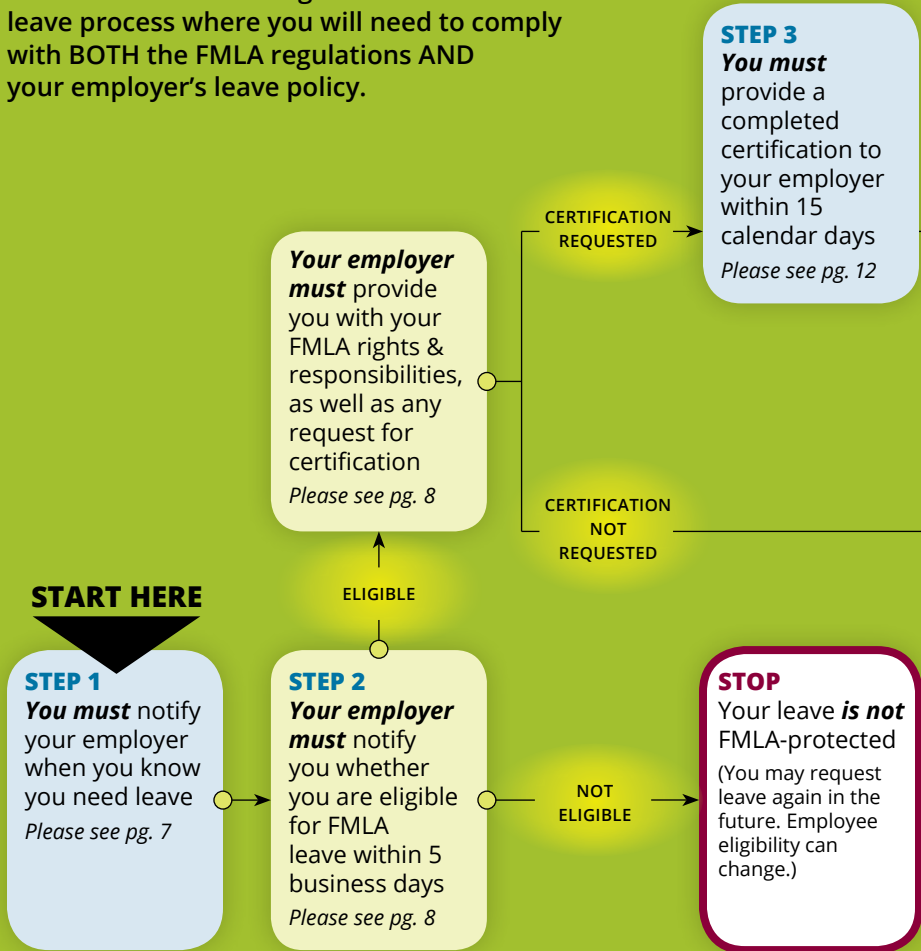 leave process where you will need to comply
with BOTH the FMLA regulations AND
your employer's leave policy.
START HERE
STEP 1
You must notify
your employer
when you know
you need leave
Please see pg. 7
STEP 2
Your employer
must notify
you whether
you are eligible
for FMLA
leave within 5
business days
Please see pg. 8
ELIGIBLE
Your employer
must provide
you with your
FMLA rights &
responsibilities,
as well as any
request for
certification
Please see pg. 8
CERTIFICATION
REQUESTED
STEP 3
You must
provide a
completed
certification to
your employer
within 15
calendar days
Please see pg. 12
CERTIFICATION
NOT
REQUESTED
NOT
ELIGIBLE
STOP
Your leave is not
FMLA-protected
(You may request
leave again in the
future. Employee
eligibility can
change.)